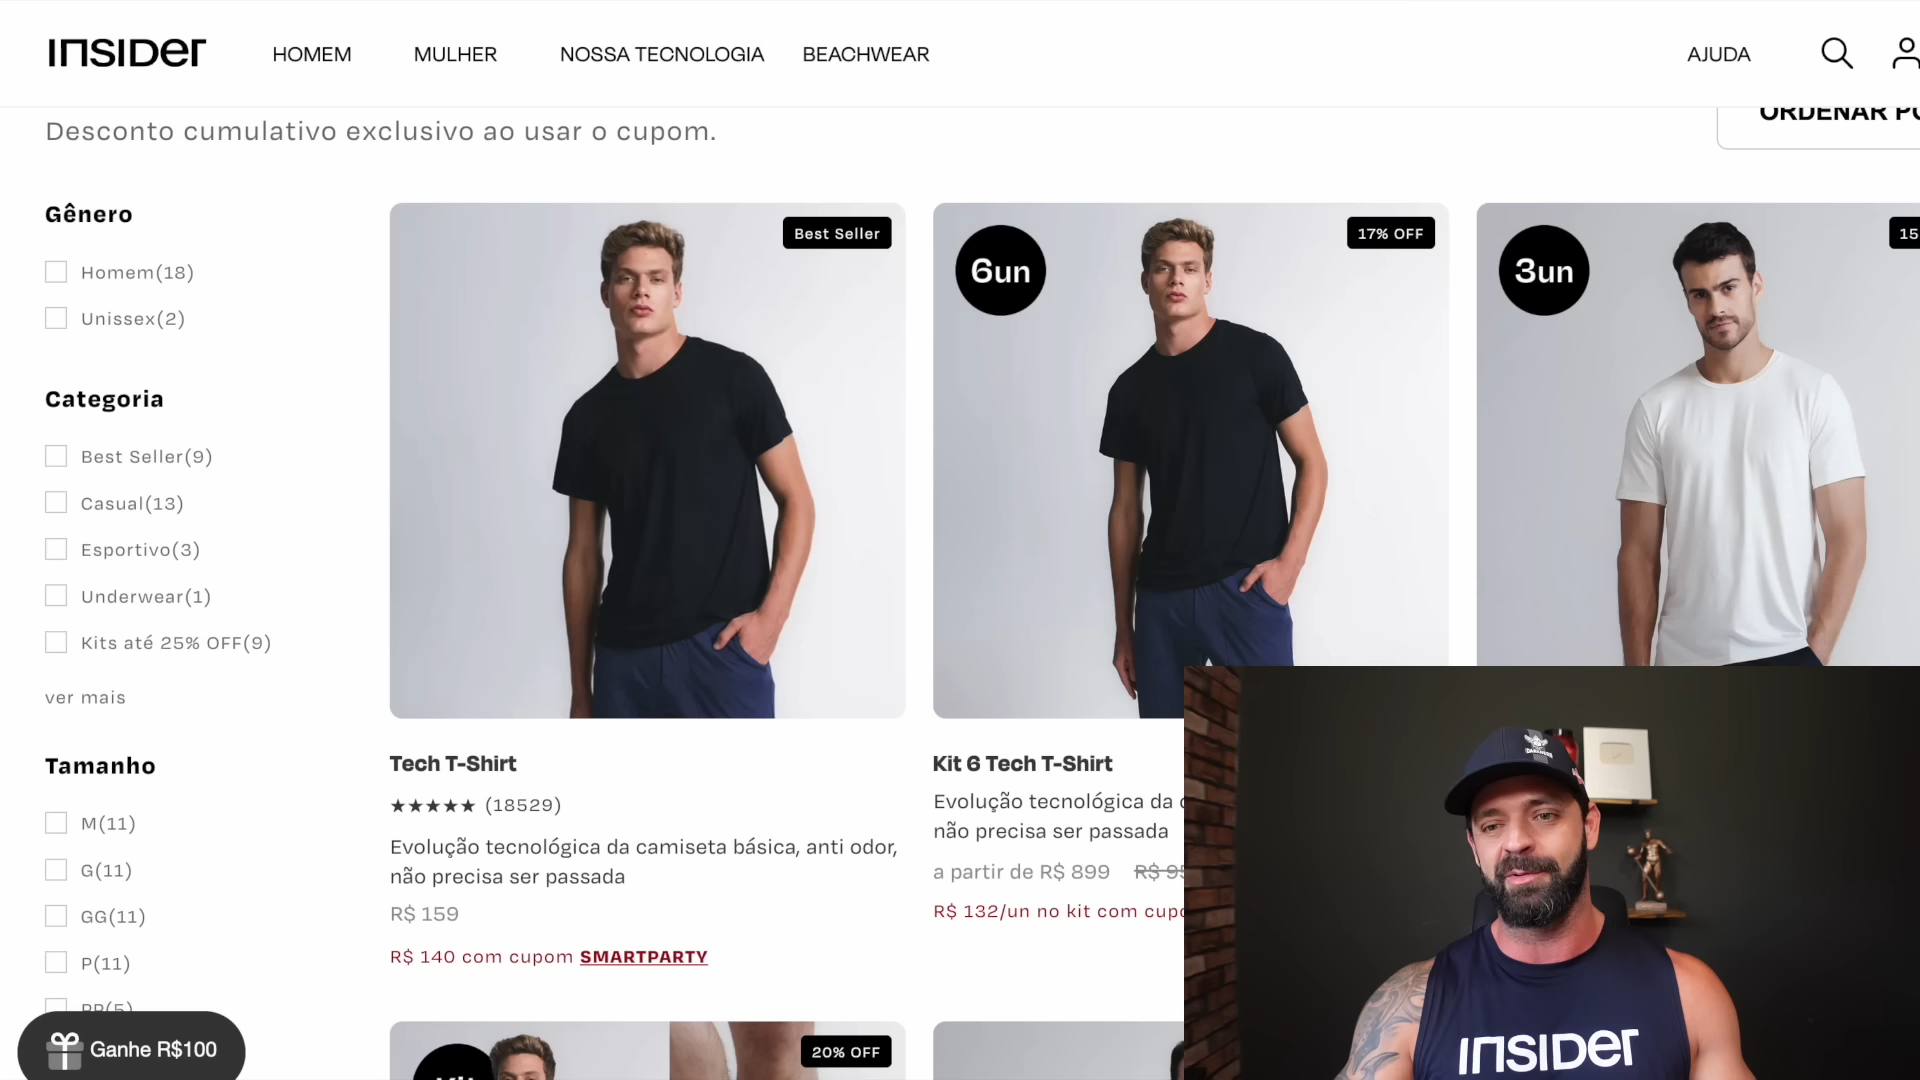 INSIDER
HOMEM
MULHER
NOSSA TECNOLOGIA
BEACHWEAR
AJUDA
Desconto cumulativo exclusivo ao usar o cupom.
ORDENAR
Gênero
Homem(18)
Unissex(2)
Categoria
Best Seller(9)
Casual(13)
Esportivo(3)
Underwear(1)
Kits até 25% OFF(9)
ver mais
Tamanho
M(11)
G(11)
GG(11)
P(11)
PP(5)
Ganhe R$100
Best Seller
Tech T-Shirt
★★★★★ (18529)
Evolução tecnológica da camiseta básica, anti odor,
não precisa ser passada
R$ 159
R$ 140 com cupom SMARTPARTY
6un
17% OFF
Kit 6 Tech T-Shirt
Evolução tecnológica da
não precisa ser passada
a partir de R$ 899
R$ 132/un no kit com
3un
15
20% OFF
INSIDER